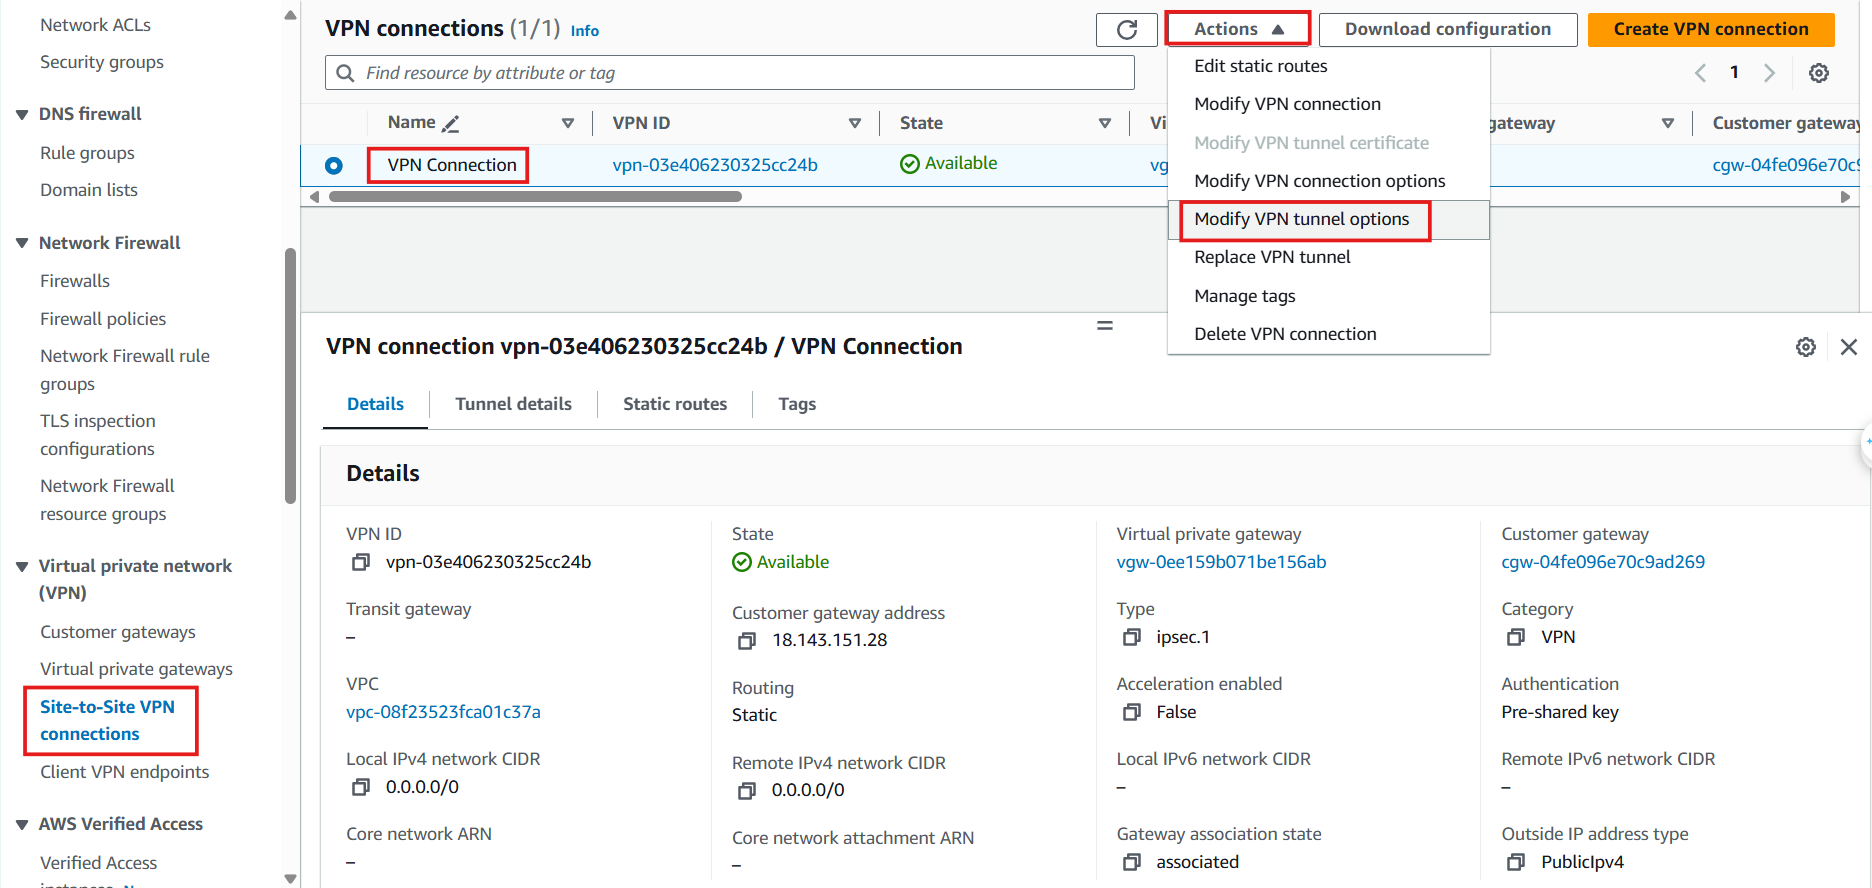 Network ACLs
Security groups
DNS firewall
Rule groups
Domain lists
Network Firewall
Firewalls
Firewall policies
Network Firewall rule
groups
TLS inspection
configurations
Network Firewall
resource groups
Virtual private network
(VPN)
Customer gateways
Virtual private gateways
Site-to-Site VPN
connections
Client VPN endpoints
AWS Verified Access
Verified Access
VPN connections (1/1) Info
Actions
Download configuration
Create VPN connection
Find resource by attribute or tag
1
Edit static routes
Modify VPN connection
Modify VPN tunnel certificate
Modify VPN connection options
Modify VPN tunnel options
Replace VPN tunnel
Manage tags
Delete VPN connection
Name VPN ID State Vi gateway Customer gateway
VPN Connection vpn-03e406230325cc24b Available vg cgw-04fe096e70c9
VPN connection vpn-03e406230325cc24b / VPN Connection
Details Tunnel details Static routes Tags
Details
VPN ID
vpn-03e406230325cc24b
State
Available
Virtual private gateway
vgw-0ee159b071be156ab
Customer gateway
cgw-04fe096e70c9ad269
Transit gateway
–
Customer gateway address
18.143.151.28
Type
ipsec.1
Category
VPN
VPC
vpc-08f23523fca01c37a
Routing
Static
Acceleration enabled
False
Authentication
Pre-shared key
Local IPv4 network CIDR
0.0.0.0/0
Remote IPv4 network CIDR
0.0.0.0/0
Local IPv6 network CIDR
–
Remote IPv6 network CIDR
–
Core network ARN
–
Core network attachment ARN
–
Gateway association state
associated
Outside IP address type
PublicIpv4